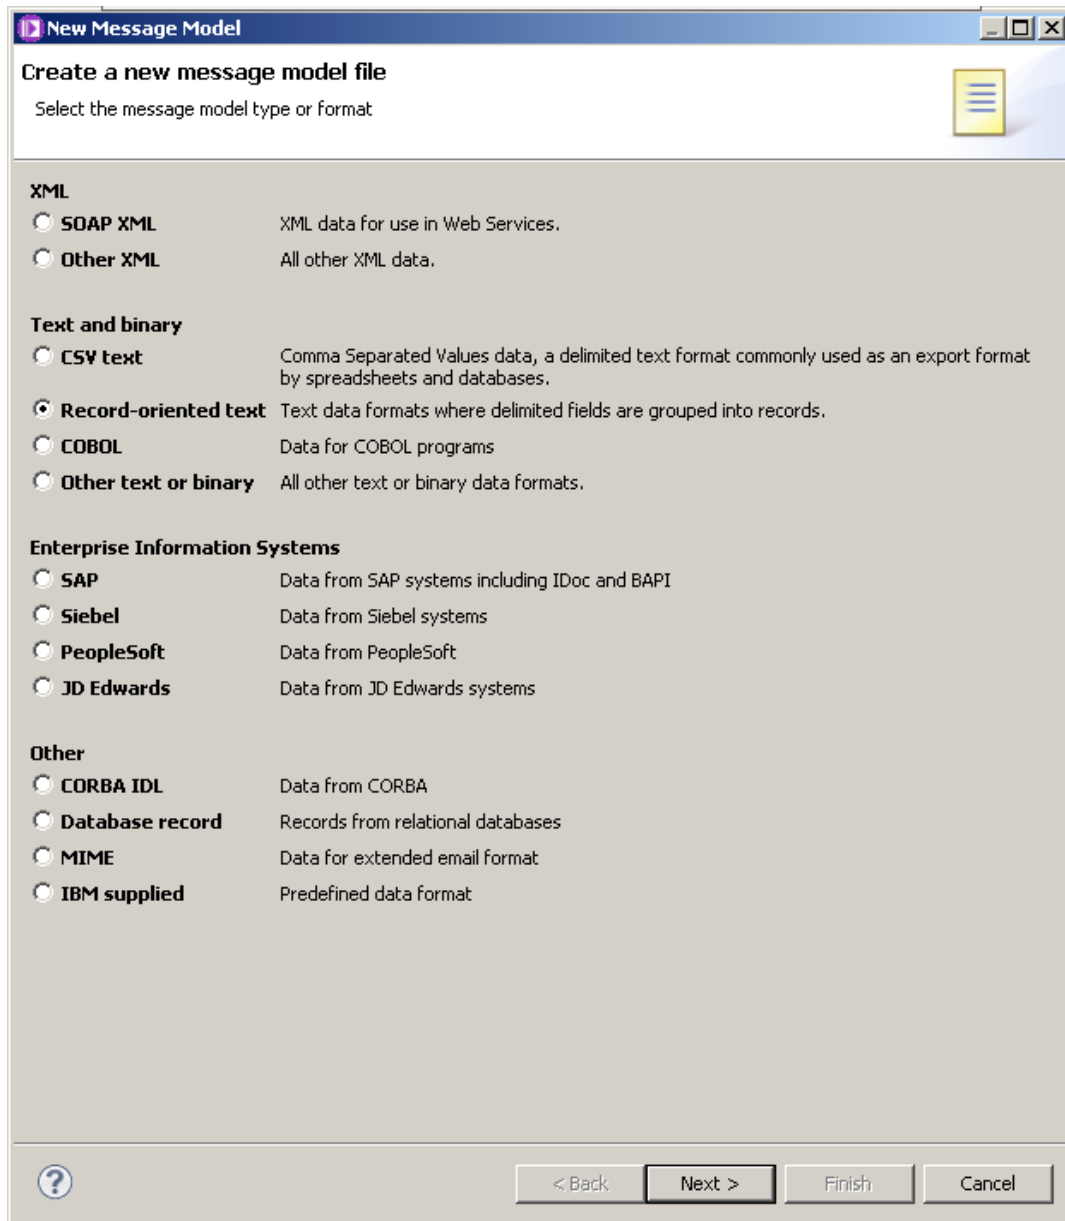 New Message Model
Create a new message model file
Select the message model type or format
XML
SOAP XML XML data for use in Web Services.
Other XML All other XML data.
Text and binary
CSV text Comma Separated Values data, a delimited text format commonly used as an export format
by spreadsheets and databases.
Record-oriented text Text data formats where delimited fields are grouped into records.
COBOL Data for COBOL programs
Other text or binary All other text or binary data formats.
Enterprise Information Systems
SAP Data from SAP systems including IDoc and BAPI
Siebel Data from Siebel systems
PeopleSoft Data from PeopleSoft
JD Edwards Data from JD Edwards systems
Other
CORBA IDL Data from CORBA
Database record Records from relational databases
MIME Data for extended email format
IBM supplied Predefined data format
? < Back Next > Finish Cancel